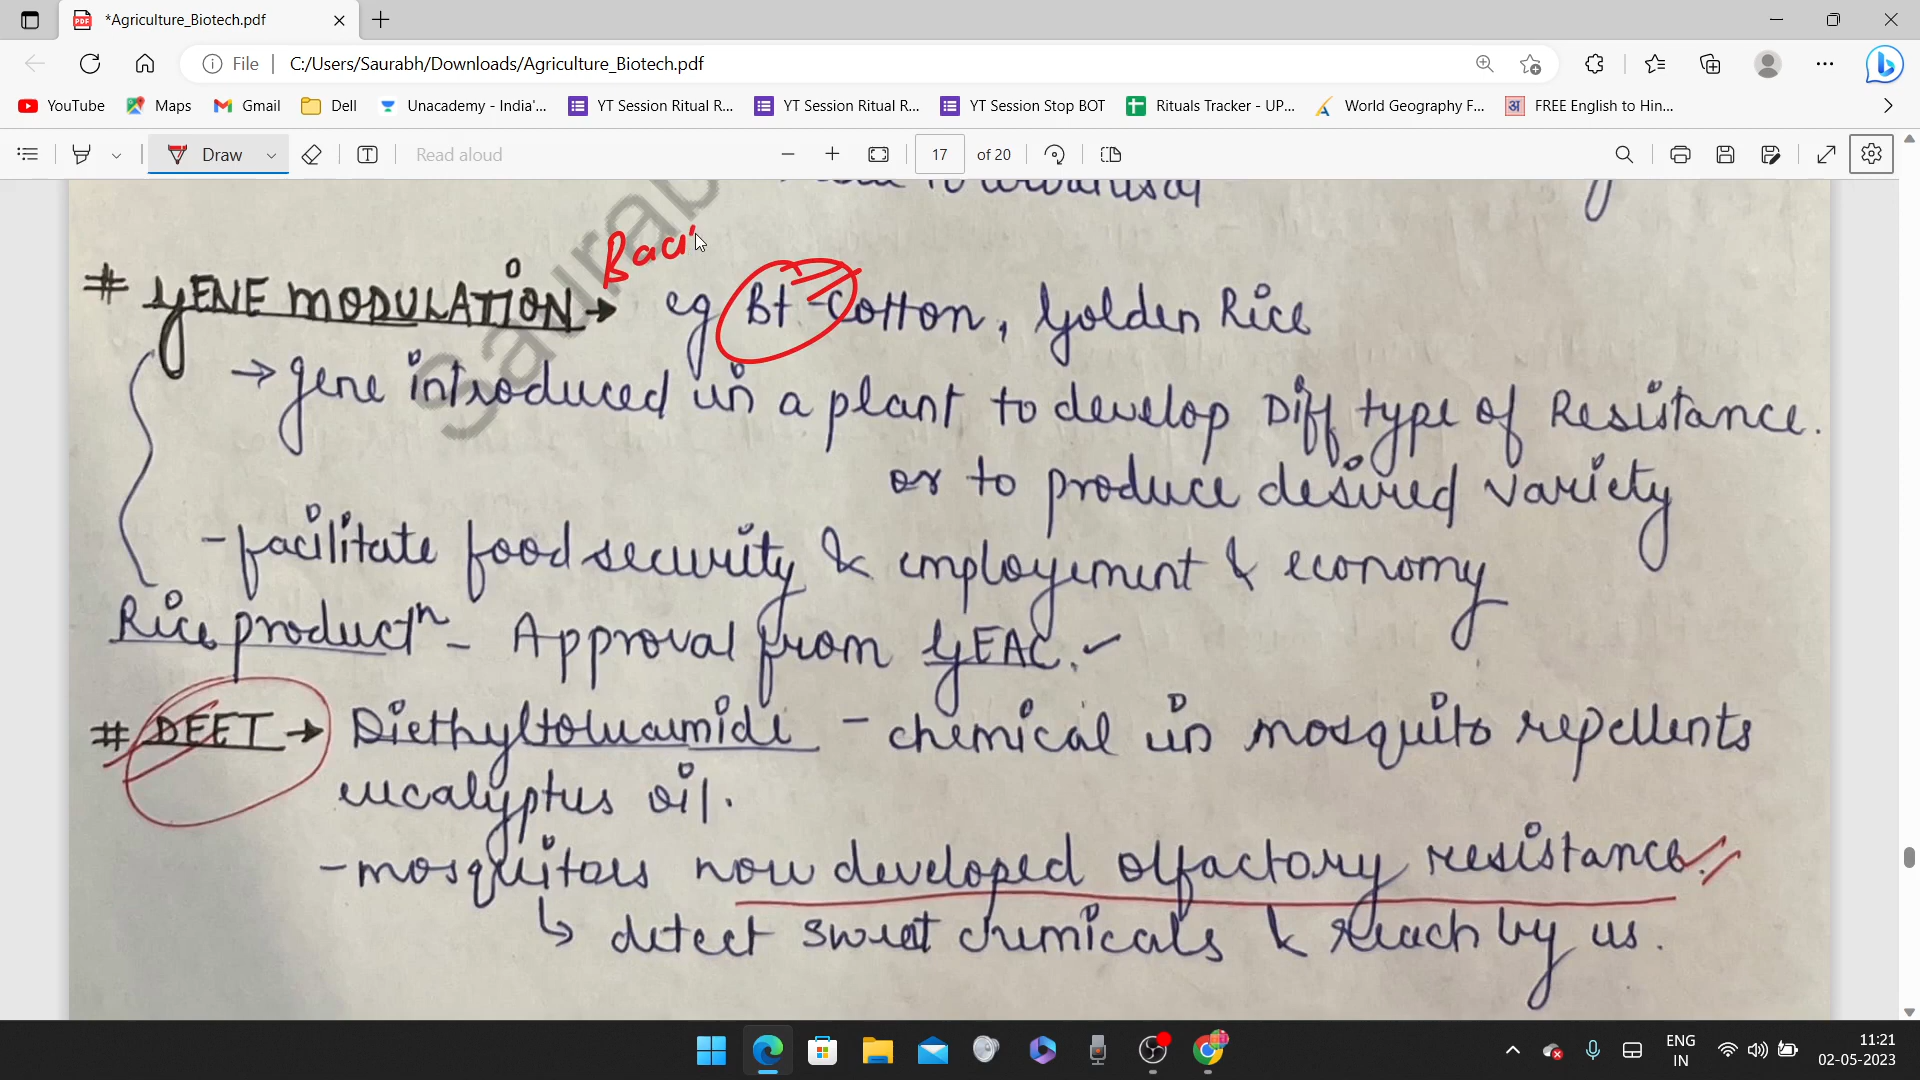 *Agriculture_Biotech.pdf
File
C:/Users/Saurabh/Downloads/Agriculture_Biotech.pdf
YouTube
Maps
Gmail
Dell
Unacademy - India'...
YT Session Ritual R...
YT Session Ritual R...
YT Session Stop BOT
Rituals Tracker - UP...
World Geography F...
FREE English to Hin...
Draw
Read aloud
17 of 20
Saurab
Baci
# GENE MODULATION → eg Bt-Cotton, Golden Rice
→ gene introduced in a plant to develop Diff type of Resistance.
or to produce desired variety
- facilitate food security & employement & economy
Rice productn - Approval from GEAC.✓
# DEET → Diethyltoluamide - chemical in mosquito repellents
eucalyptus oil.
- mosquitoes now developed olfactory resistance.
↳ detect sweat chemicals & reach by us.
ENG
IN
11:21
02-05-2023